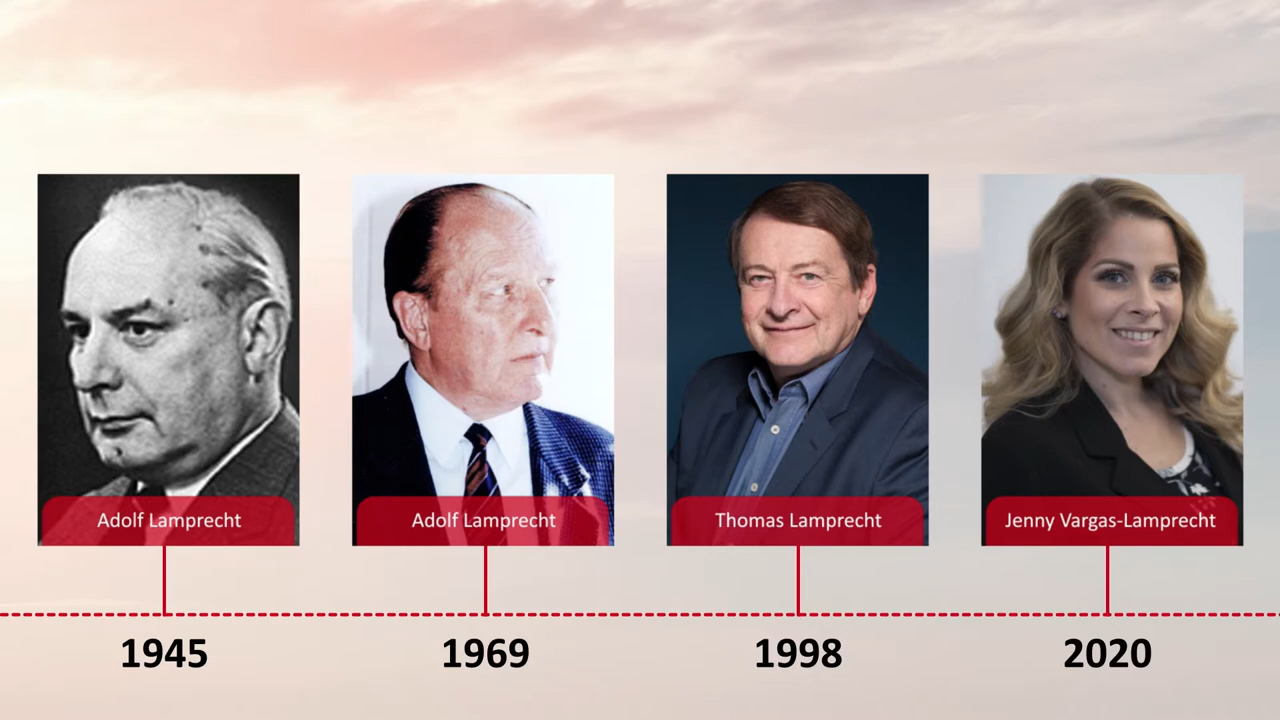 Adolf Lamprecht
Adolf Lamprecht
Thomas Lamprecht
Jenny Vargas-Lamprecht
1945
1969
1998
2020